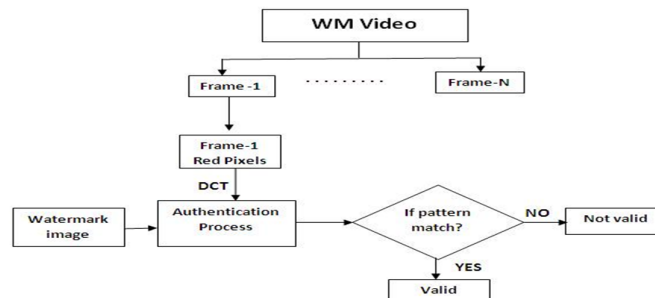 WM Video
Frame -1
Frame-N
Frame-1
Red Pixels
DCT
Watermark
image
Authentication
Process
If pattern
match?
NO
Not valid
YES
Valid